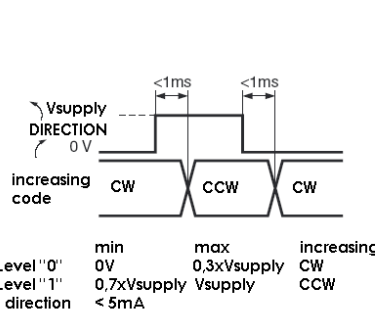 <1ms <1ms
Vsupply
DIRECTION
0 V
increasing
code
CW CCW CW
min max increasing
Level "0" 0V 0,3xVsupply CW
Level "1" 0,7xVsupply Vsupply CCW
direction < 5mA